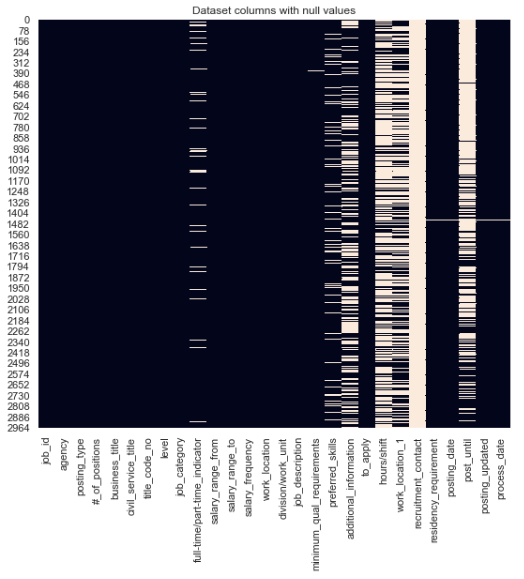 Dataset columns with null values
0
78
156
234
312
390
468
546
624
702
780
858
936
1014
1092
1170
1248
1326
1404
1482
1560
1638
1716
1794
1872
1950
2028
2106
2184
2262
2340
2418
2496
2574
2652
2730
2808
2886
2964
job_id
agency
posting_type
#_of_positions
business_title
civil_service_title
title_code_no
level
job_category
full-time/part-time_indicator
salary_range_from
salary_range_to
salary_frequency
work_location
division/work_unit
job_description
minimum_qual_requirements
preferred_skills
additional_information
to_apply
hours/shift
work_location_1
recruitment_contact
residency_requirement
posting_date
post_until
posting_updated
process_date